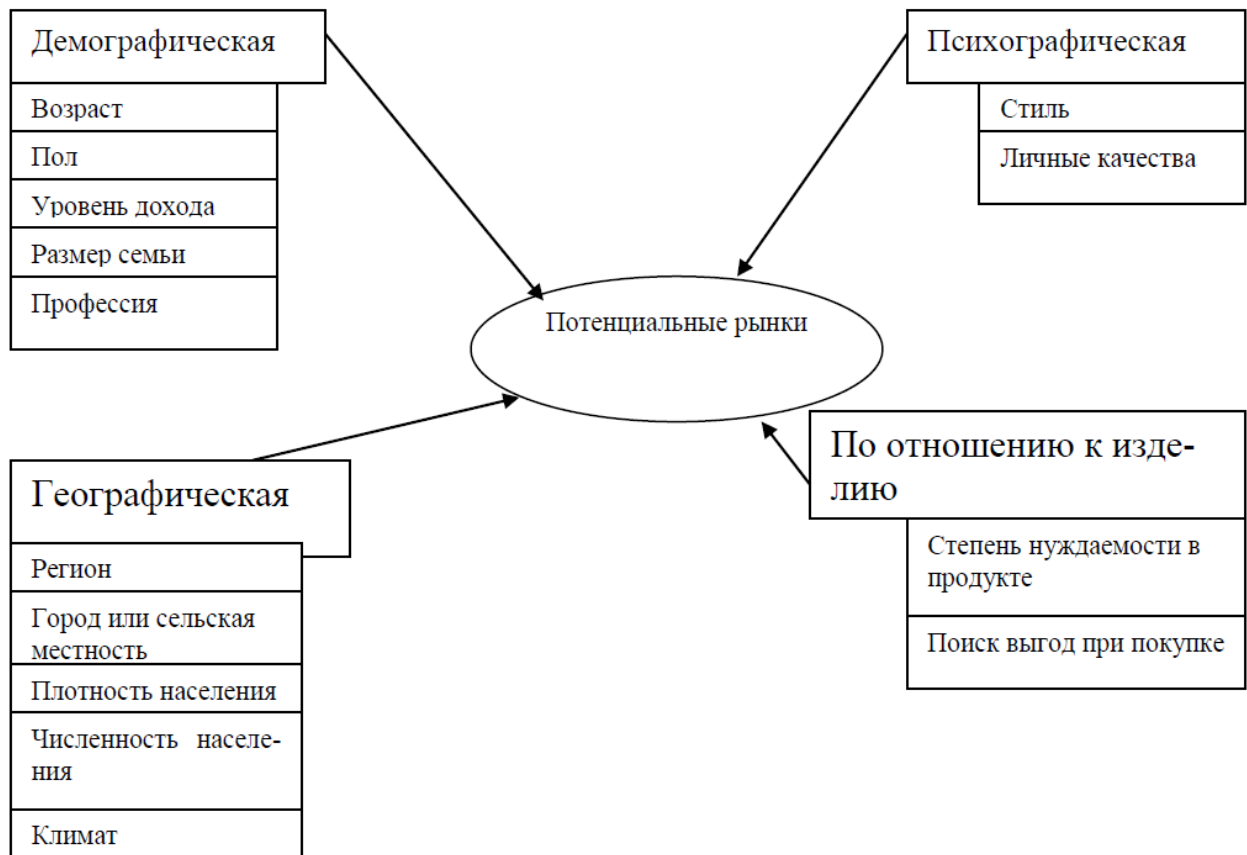 Демографическая
Возраст
Пол
Уровень дохода
Размер семьи
Профессия
Психографическая
Стиль
Личные качества
Потенциальные рынки
Географическая
Регион
Город или сельская
местность
Плотность населения
Численность населе-
ния
Климат
По отношению к изде-
лию
Степень нуждаемости в
продукте
Поиск выгод при покупке